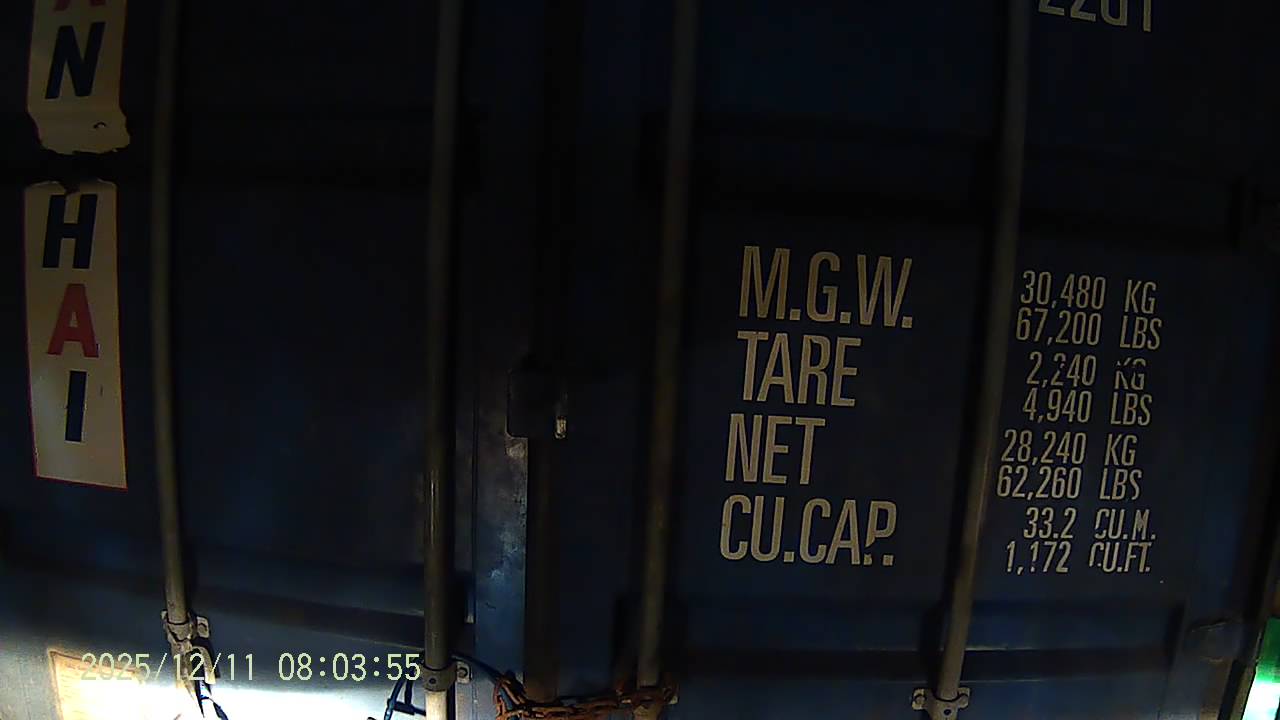 AN
HAI
22G1
M.G.W. 30,480 KG
67,200 LBS
TARE 2,240 KG
4,940 LBS
NET 28,240 KG
62,260 LBS
CU.CAP. 33.2 CU.M.
1,172 CU.FT.
2025/12/11 08:03:55